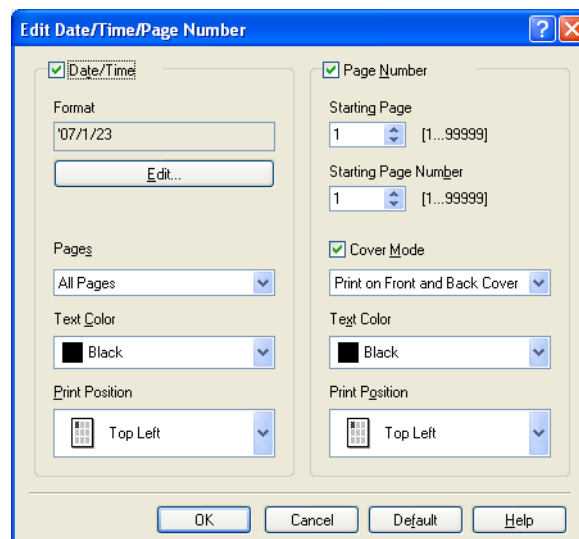 Edit Date/Time/Page Number
Date/Time
Format
'07/1/23
Edit...
Pages
All Pages
Text Color
Black
Print Position
Top Left
Page Number
Starting Page
1 [1...99999]
Starting Page Number
1 [1...99999]
Cover Mode
Print on Front and Back Cover
Text Color
Black
Print Position
Top Left
OK Cancel Default Help